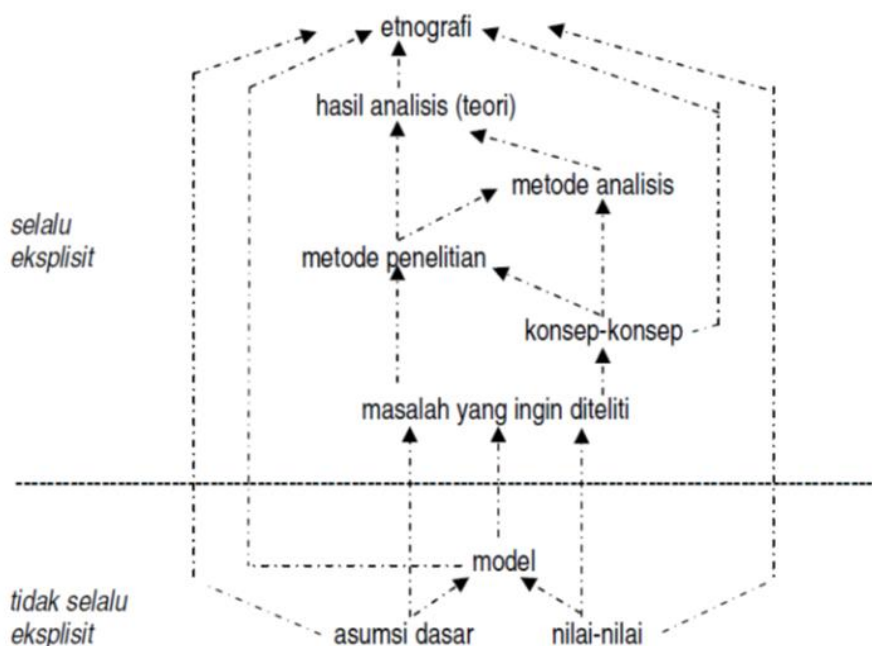 etnografi
hasil analisis (teori)
metode analisis
selalu
eksplisit
metode penelitian
konsep-konsep
masalah yang ingin diteliti
model
tidak selalu
eksplisit
asumsi dasar
nilai-nilai